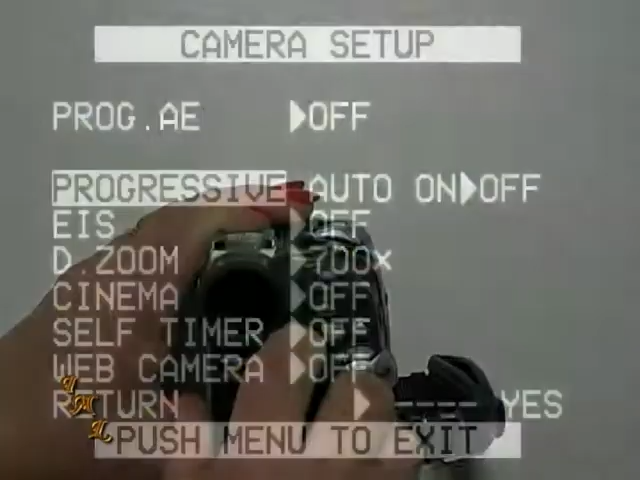 CAMERA SETUP
PROG.AE ▶OFF
PROGRESSIVE AUTO ON▶OFF
EIS ▶OFF
D.ZOOM ▶700×
CINEMA ▶OFF
SELF TIMER ▶OFF
WEB CAMERA ▶OFF
RETURN ▶ ---- YES
PUSH MENU TO EXIT